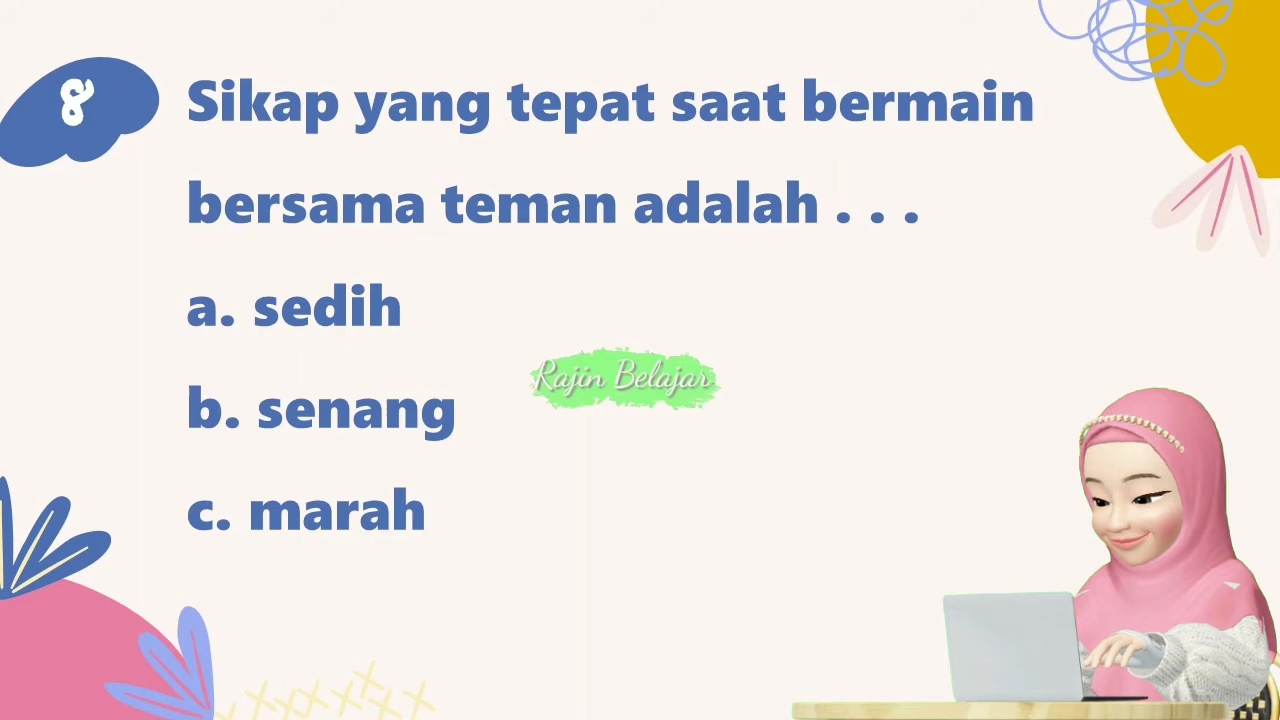 8
Sikap yang tepat saat bermain
bersama teman adalah . . .
a. sedih
Rajin Belajar
b. senang
c. marah